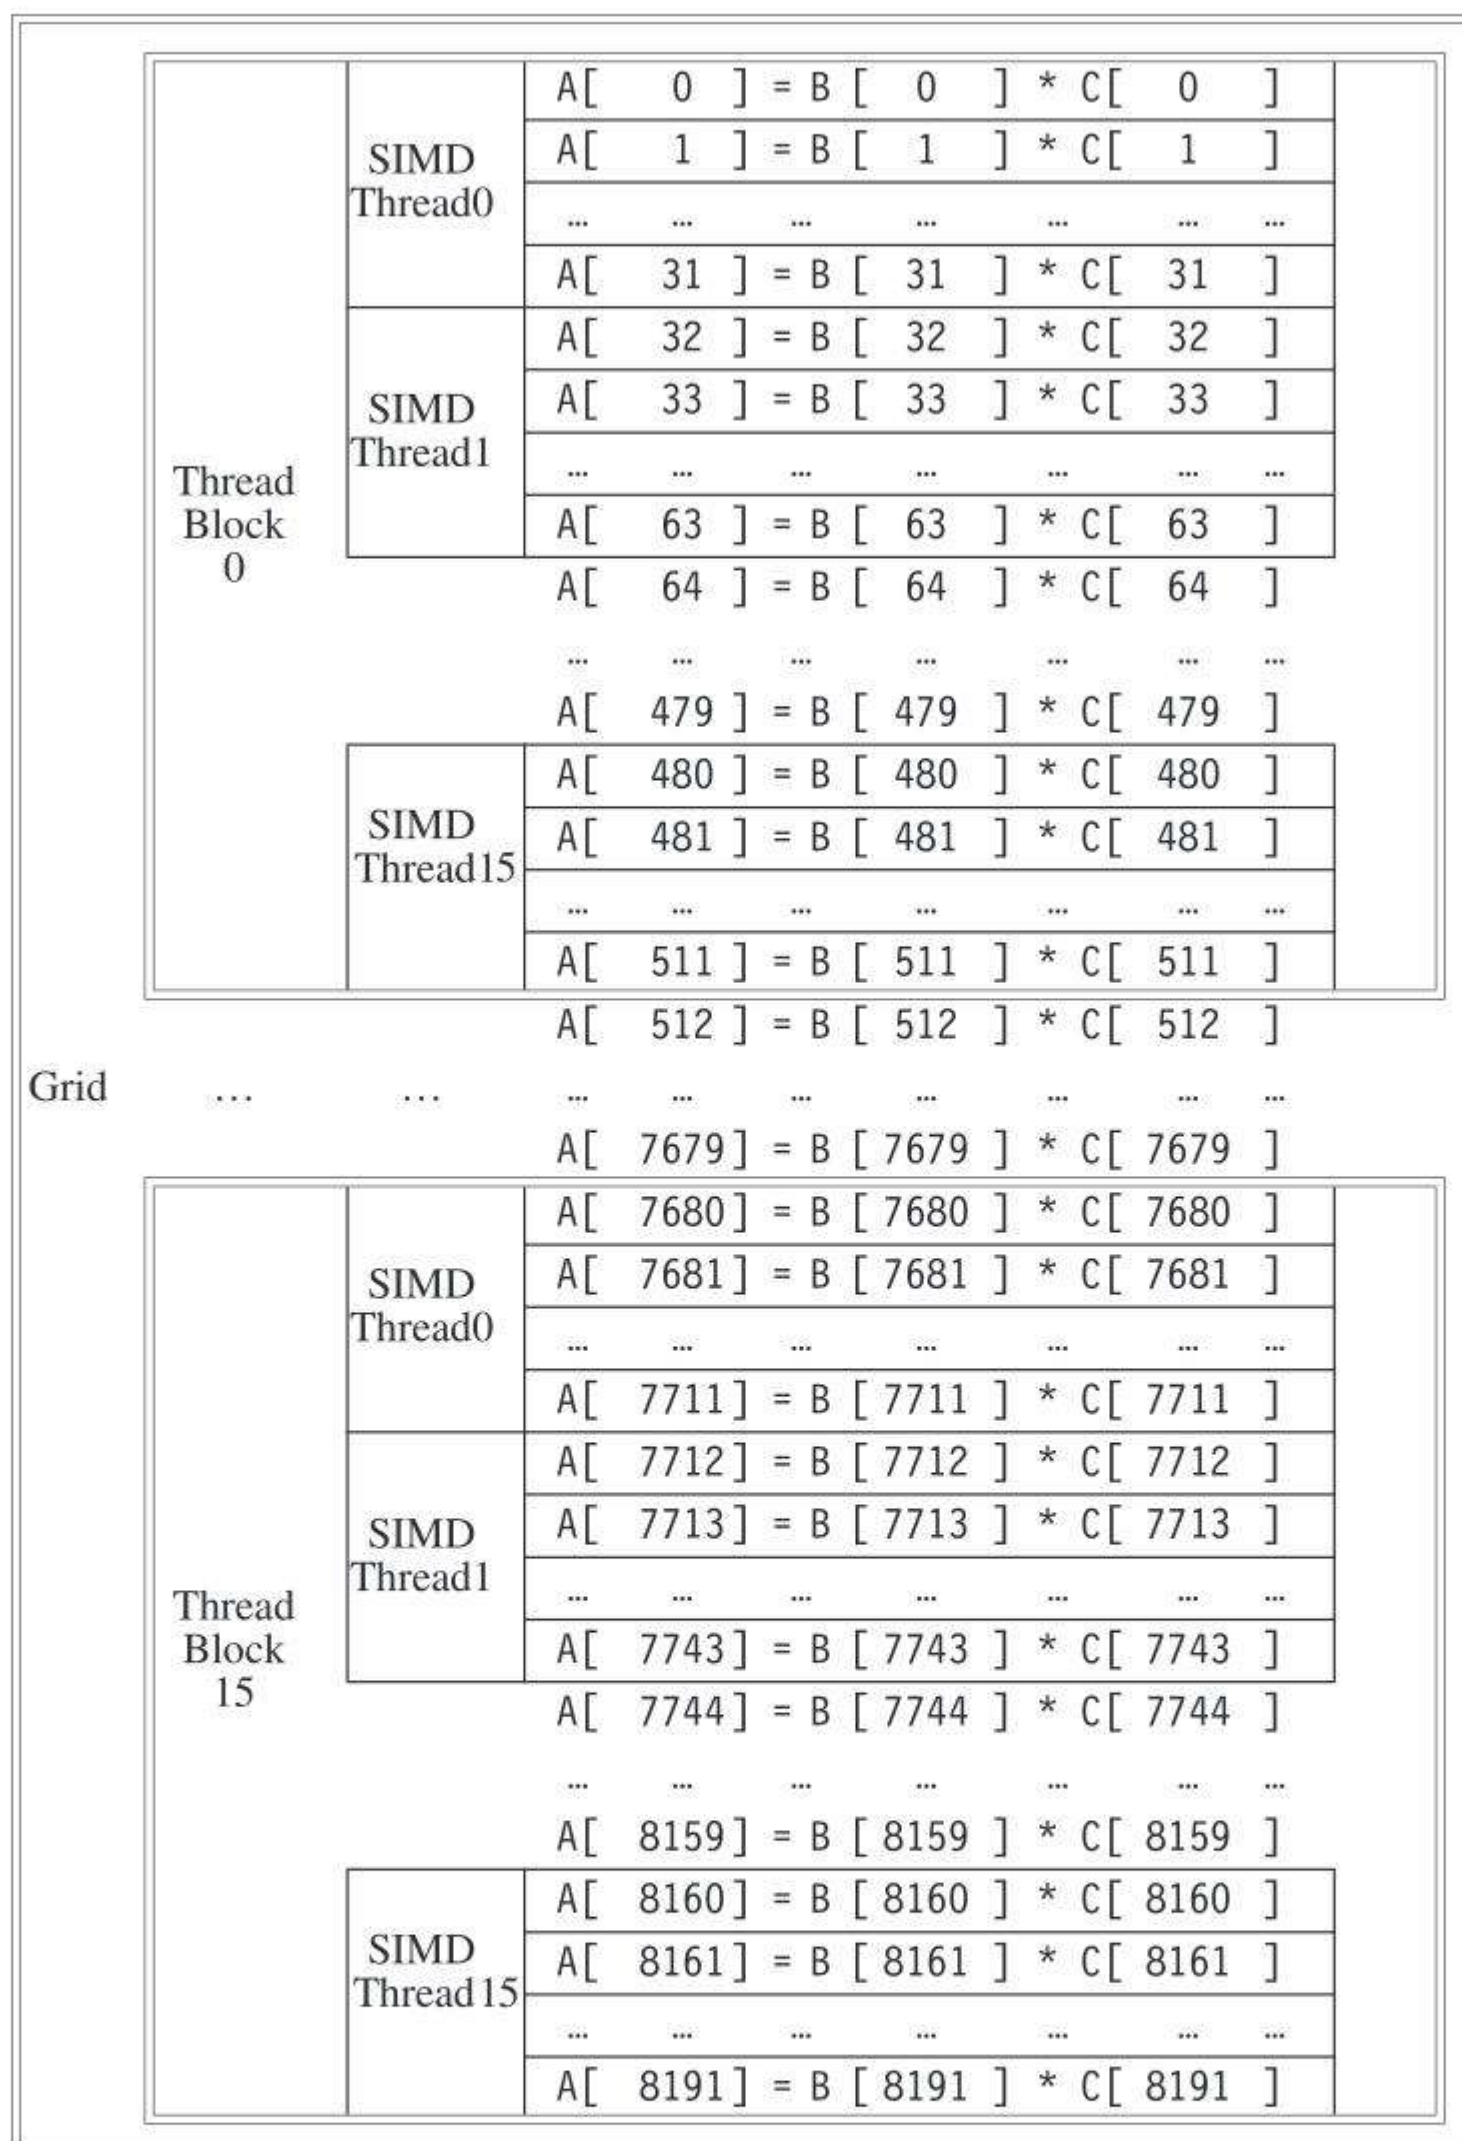 A[ 0 ] = B [ 0 ] * C[ 0 ]
A[ 1 ] = B [ 1 ] * C[ 1 ]
SIMD
Thread0
... ... ... ... ... ... ...
A[ 31 ] = B [ 31 ] * C[ 31 ]
A[ 32 ] = B [ 32 ] * C[ 32 ]
A[ 33 ] = B [ 33 ] * C[ 33 ]
SIMD
Thread1
... ... ... ... ... ... ...
A[ 63 ] = B [ 63 ] * C[ 63 ]
Thread
Block
0
A[ 64 ] = B [ 64 ] * C[ 64 ]
... ... ... ... ... ... ...
A[ 479 ] = B [ 479 ] * C[ 479 ]
A[ 480 ] = B [ 480 ] * C[ 480 ]
A[ 481 ] = B [ 481 ] * C[ 481 ]
SIMD
Thread15
... ... ... ... ... ... ...
A[ 511 ] = B [ 511 ] * C[ 511 ]
A[ 512 ] = B [ 512 ] * C[ 512 ]
Grid ... ... ... ... ... ... ... ... ...
A[ 7679] = B [ 7679 ] * C[ 7679 ]
A[ 7680] = B [ 7680 ] * C[ 7680 ]
A[ 7681] = B [ 7681 ] * C[ 7681 ]
SIMD
Thread0
... ... ... ... ... ... ...
A[ 7711] = B [ 7711 ] * C[ 7711 ]
A[ 7712] = B [ 7712 ] * C[ 7712 ]
A[ 7713] = B [ 7713 ] * C[ 7713 ]
SIMD
Thread1
... ... ... ... ... ... ...
A[ 7743] = B [ 7743 ] * C[ 7743 ]
Thread
Block
15
A[ 7744] = B [ 7744 ] * C[ 7744 ]
... ... ... ... ... ... ...
A[ 8159] = B [ 8159 ] * C[ 8159 ]
A[ 8160] = B [ 8160 ] * C[ 8160 ]
A[ 8161] = B [ 8161 ] * C[ 8161 ]
SIMD
Thread15
... ... ... ... ... ... ...
A[ 8191] = B [ 8191 ] * C[ 8191 ]